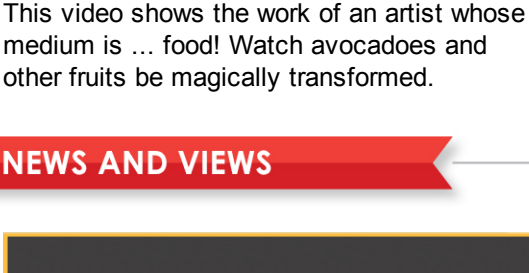 This video shows the work of an artist whose
medium is ... food! Watch avocadoes and
other fruits be magically transformed.
NEWS AND VIEWS